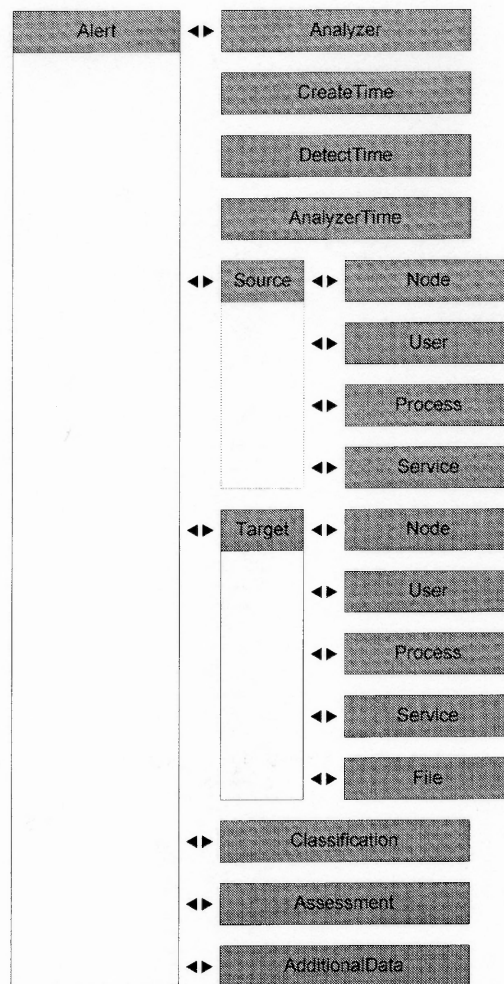 Alert
Analyzer
CreateTime
DetectTime
AnalyzerTime
Source
Node
User
Process
Service
Target
Node
User
Process
Service
File
Classification
Assessment
AdditionalData